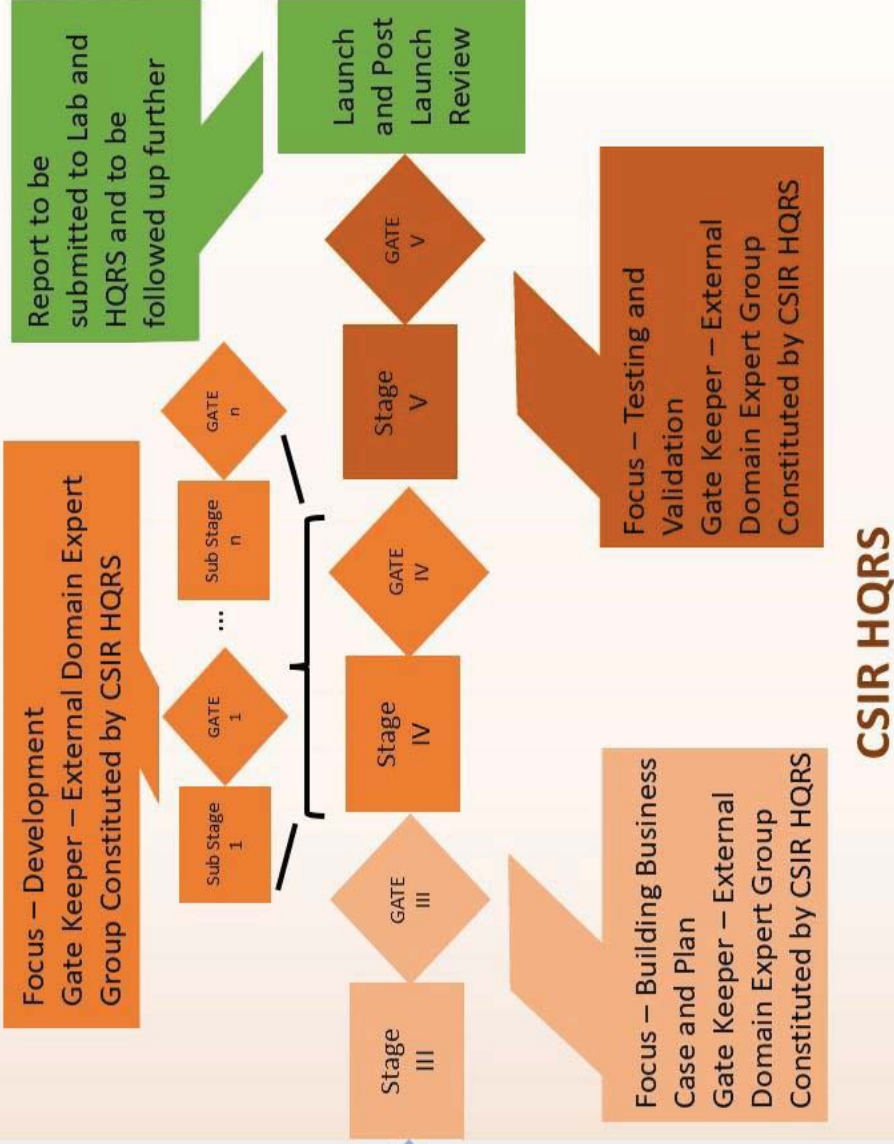 Focus – Development
Gate Keeper – External Domain Expert
Group Constituted by CSIR HQRS
Report to be
submitted to Lab and
HQRS and to be
followed up further
Sub Stage
1
GATE
1
...
Sub Stage
n
GATE
n
Stage
III
GATE
III
Stage
IV
GATE
IV
Stage
V
GATE
V
Launch
and Post
Launch
Review
Focus – Building Business
Case and Plan
Gate Keeper – External
Domain Expert Group
Constituted by CSIR HQRS
Focus – Testing and
Validation
Gate Keeper – External
Domain Expert Group
Constituted by CSIR HQRS
CSIR HQRS